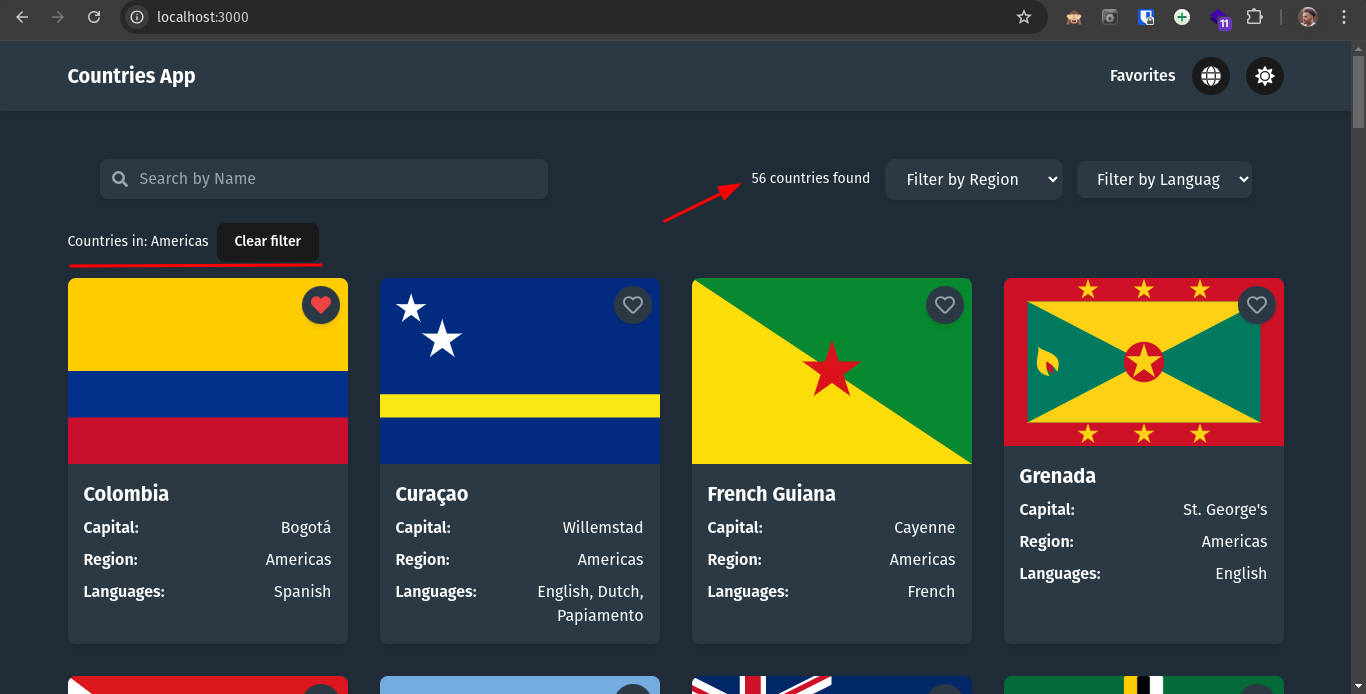 localhost:3000
11
Countries App
Favorites
Search by Name
56 countries found
Filter by Region
Filter by Languag
Countries in: Americas
Clear filter
Colombia
Capital: Bogotá
Region: Americas
Languages: Spanish
Curaçao
Capital: Willemstad
Region: Americas
Languages: English, Dutch,
Papiamento
French Guiana
Capital: Cayenne
Region: Americas
Languages: French
Grenada
Capital: St. George's
Region: Americas
Languages: English